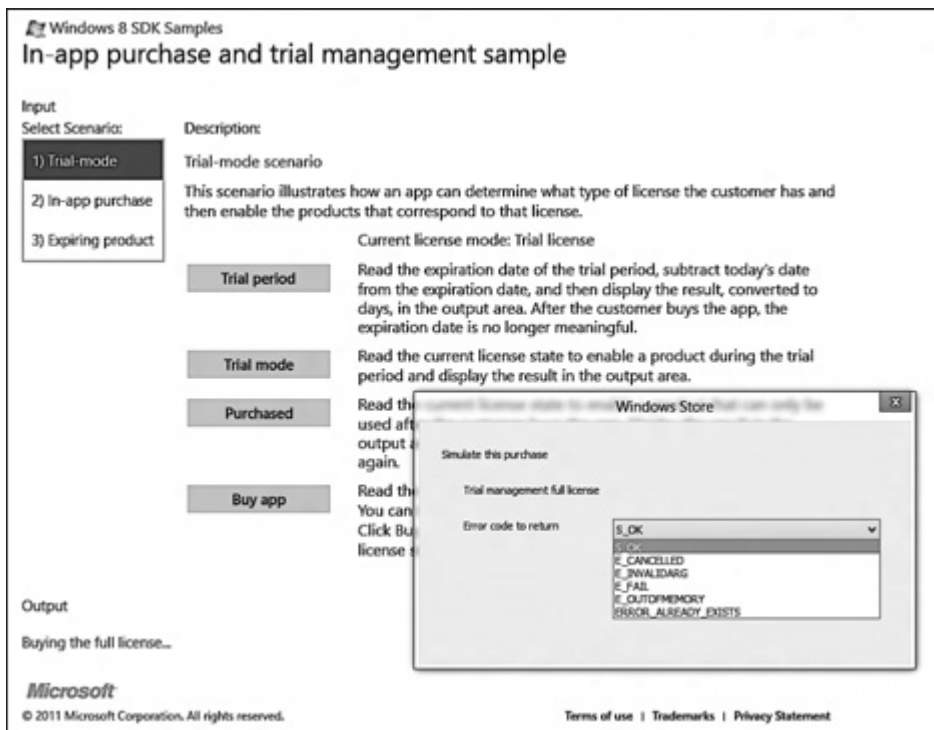 Windows 8 SDK Samples
In-app purchase and trial management sample
Input
Select Scenario:
1) Trial-mode
2) In-app purchase
3) Expiring product
Description:
Trial-mode scenario
This scenario illustrates how an app can determine what type of license the customer has and
then enable the products that correspond to that license.
Current license mode: Trial license
Trial period
Read the expiration date of the trial period, subtract today's date
from the expiration date, and then display the result, converted to
days, in the output area. After the customer buys the app, the
expiration date is no longer meaningful.
Trial mode
Read the current license state to enable a product during the trial
period and display the result in the output area.
Purchased
Read the
used
output
again.
Buy app
Read the
You can
Click
license
Windows Store
Simulate this purchase
Trial management full license
Error code to return
S_OK
S_OK
E_CANCELLED
E_INVALIDARG
E_FAIL
E_OUTOFMEMORY
ERROR_ALREADY_EXISTS
Output
Buying the full license...
Microsoft
© 2011 Microsoft Corporation. All rights reserved.
Terms of use | Trademarks | Privacy Statement